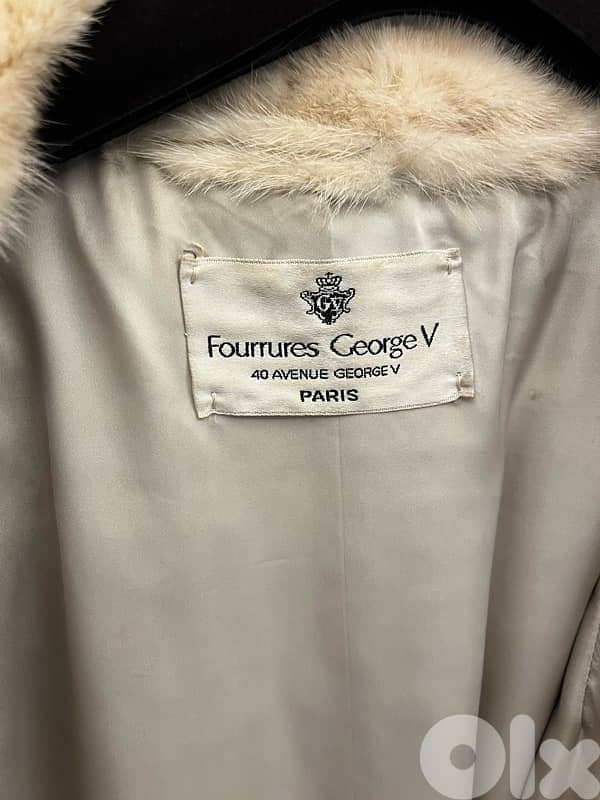 GV
Fourrures George V
40 AVENUE GEORGE V
PARIS
OLX